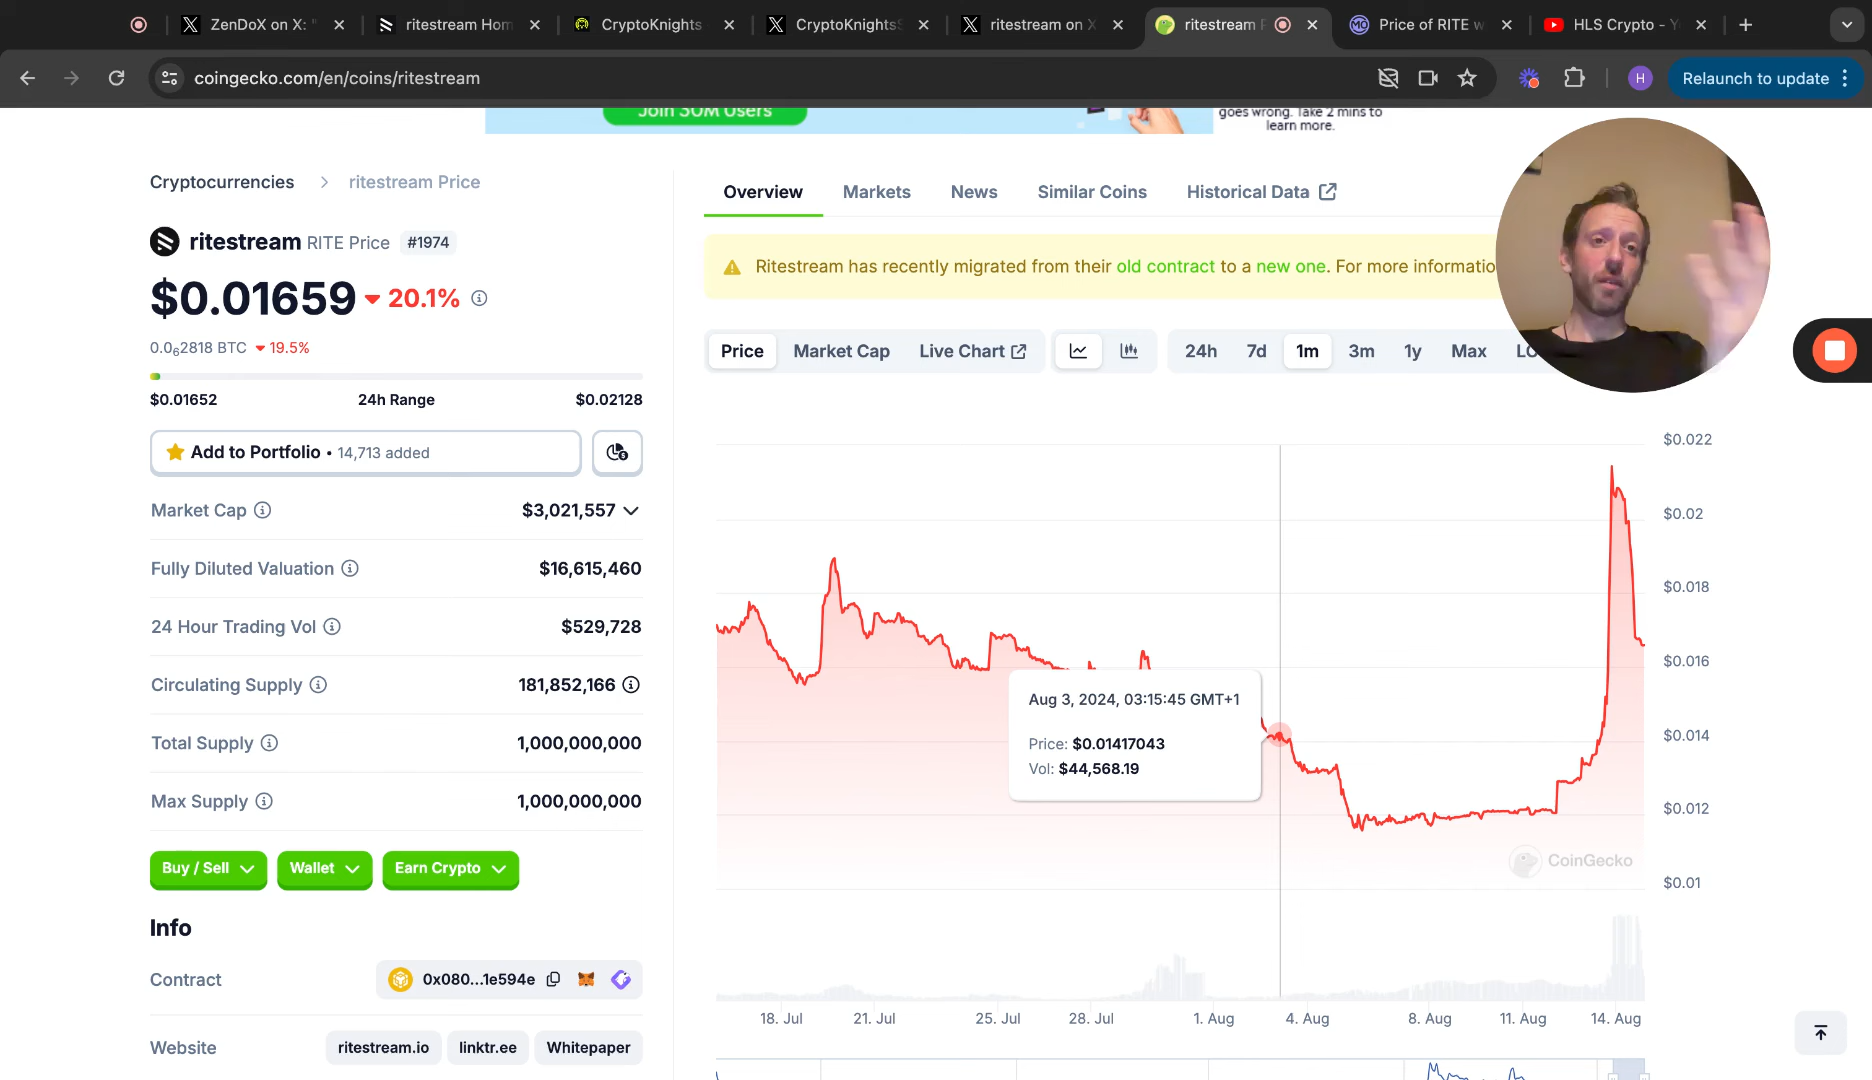 ZenDoX on X: "
ritestream Hom
CryptoKnights
CryptoKnights
ritestream on X
ritestream P
Price of RITE w
HLS Crypto - Y
coingecko.com/en/coins/ritestream
H
Relaunch to update
Join 30M Users
goes wrong. Take 2 mins to
learn more.
Cryptocurrencies > ritestream Price
ritestream RITE Price #1974
$0.01659 20.1%
0.0₆2818 BTC 19.5%
$0.01652 24h Range $0.02128
Add to Portfolio • 14,713 added
Market Cap $3,021,557
Fully Diluted Valuation $16,615,460
24 Hour Trading Vol $529,728
Circulating Supply 181,852,166
Total Supply 1,000,000,000
Max Supply 1,000,000,000
Buy / Sell Wallet Earn Crypto
Info
Contract 0x080...1e594e
Website ritestream.io linktr.ee Whitepaper
Overview Markets News Similar Coins Historical Data
Ritestream has recently migrated from their old contract to a new one. For more informatio
Price Market Cap Live Chart 24h 7d 1m 3m 1y Max LO
$0.022
$0.02
$0.018
$0.016
$0.014
$0.012
$0.01
Aug 3, 2024, 03:15:45 GMT+1
Price: $0.01417043
Vol: $44,568.19
CoinGecko
18. Jul 21. Jul 25. Jul 28. Jul 1. Aug 4. Aug 8. Aug 11. Aug 14. Aug